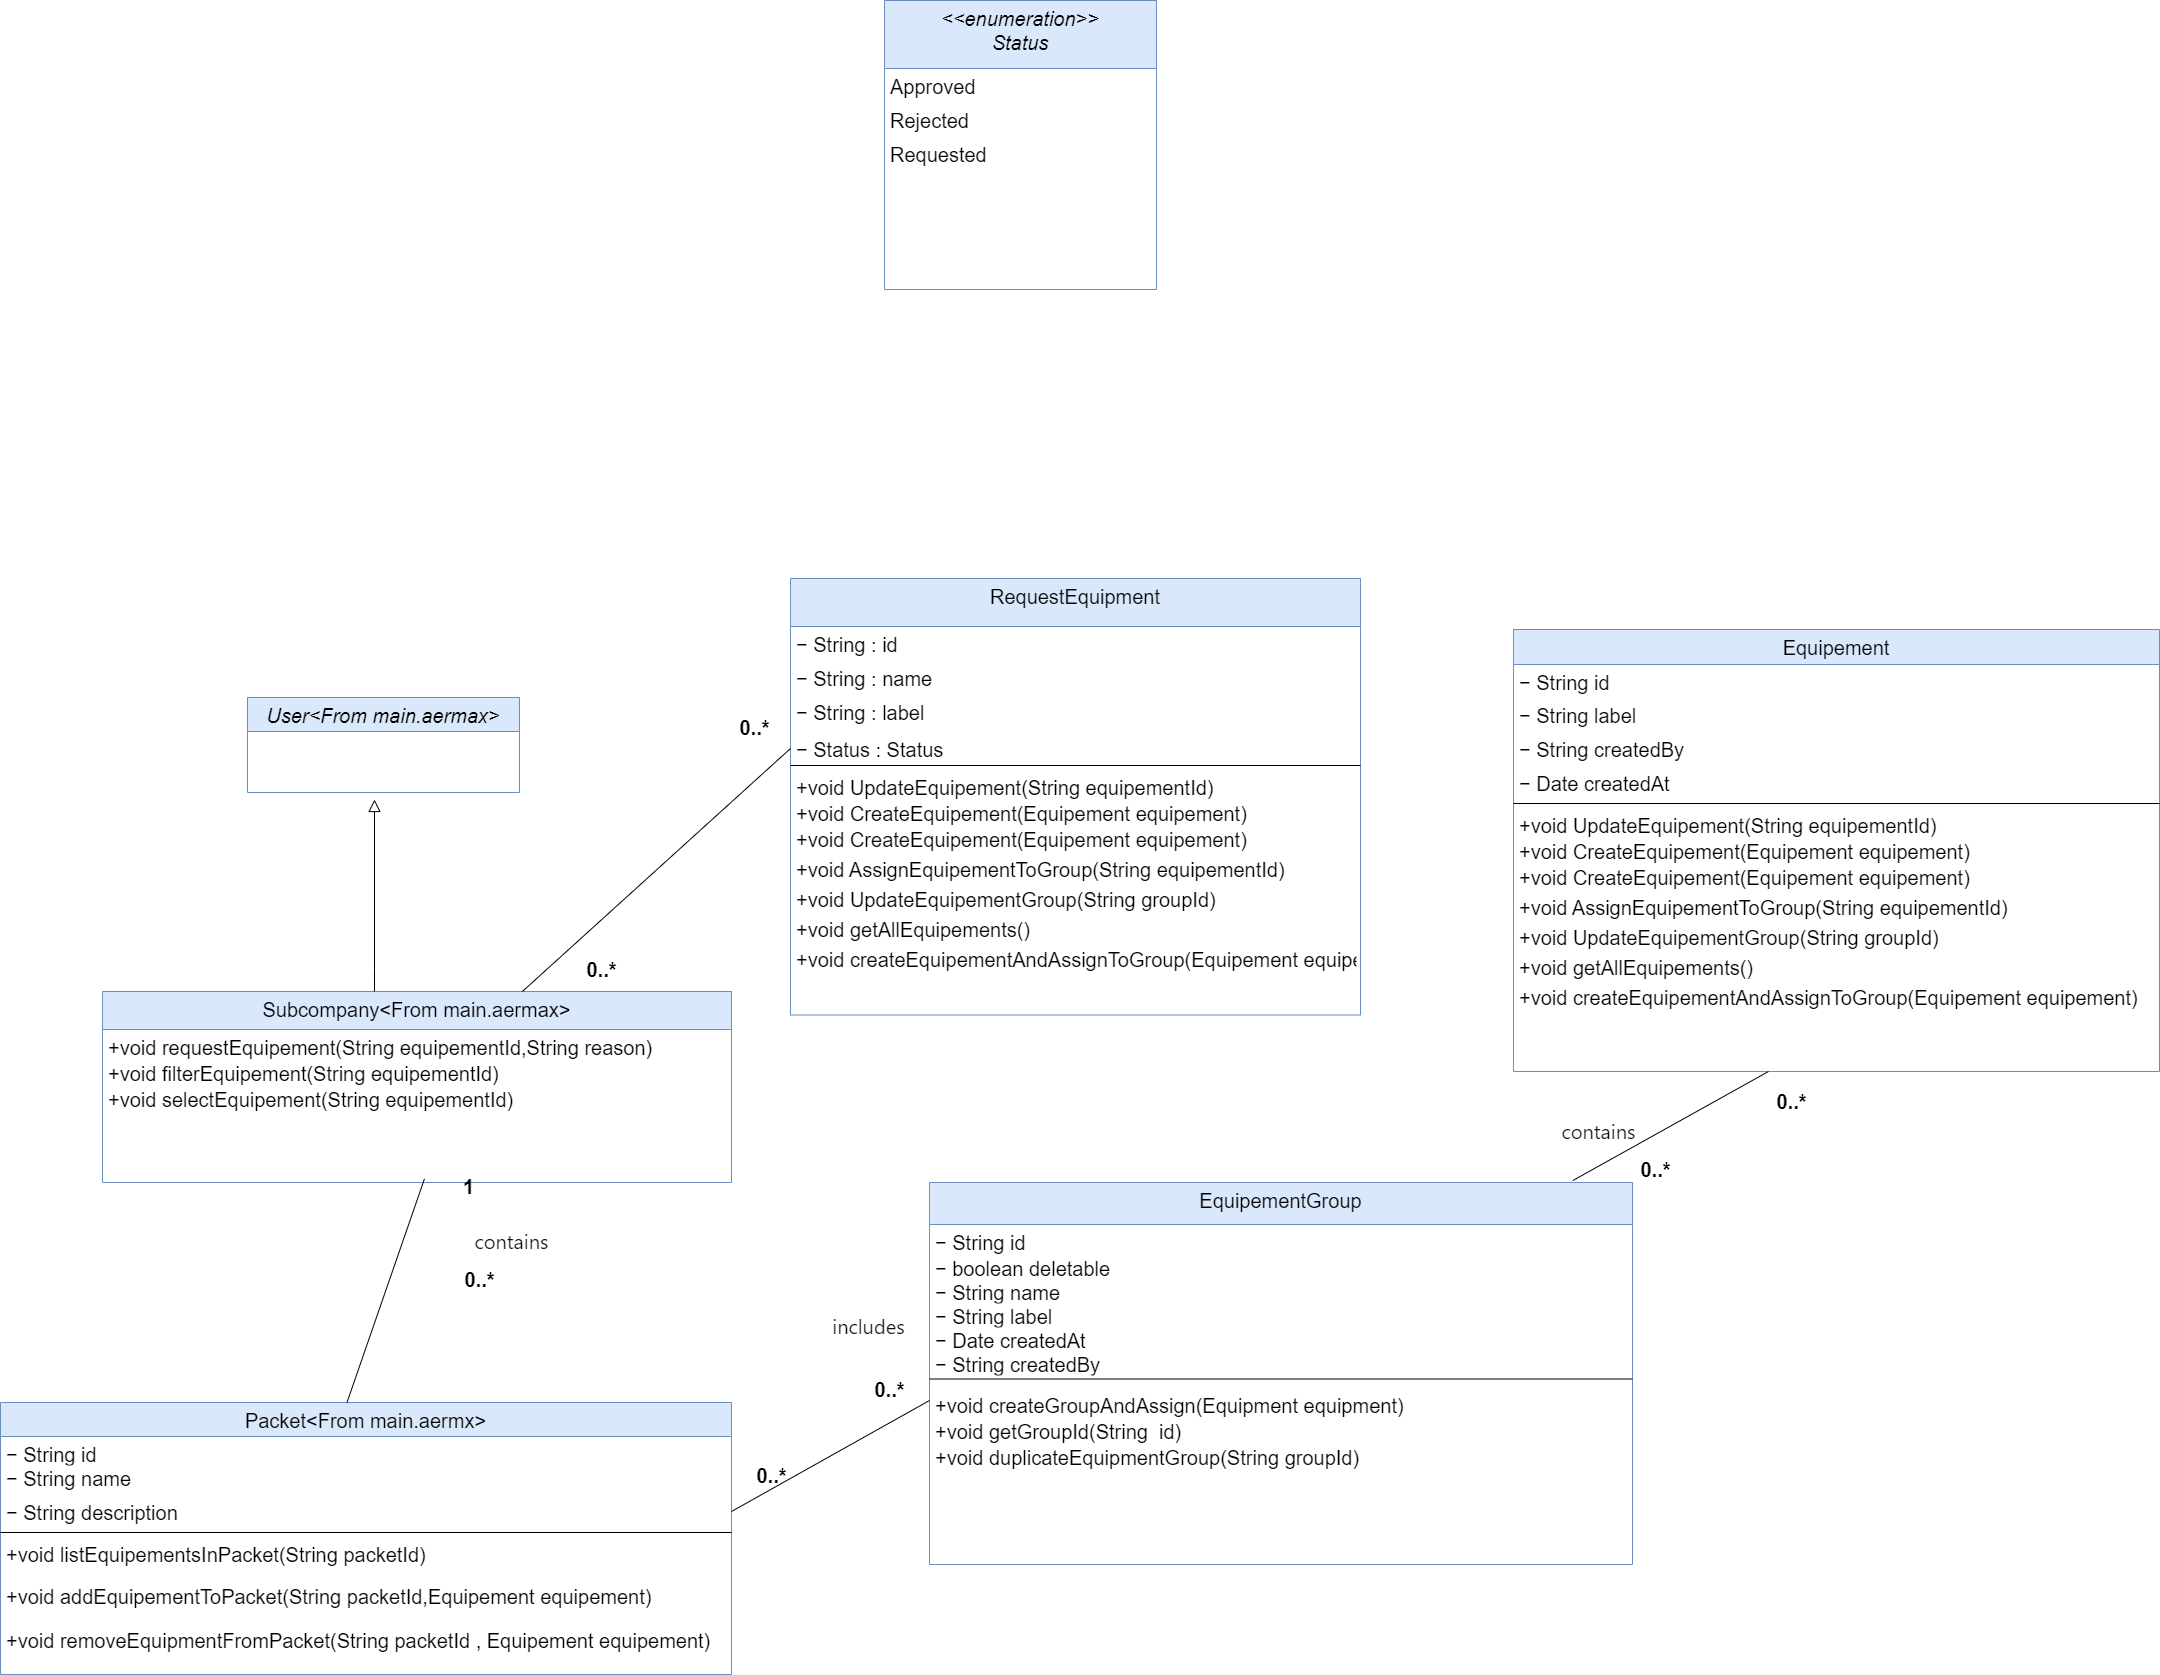 <<enumeration>>
Status
Approved
Rejected
Requested
RequestEquipment
− String : id
− String : name
− String : label
− Status : Status
+void UpdateEquipement(String equipementId)
+void CreateEquipement(Equipement equipement)
+void CreateEquipement(Equipement equipement)
+void AssignEquipementToGroup(String equipementId)
+void UpdateEquipementGroup(String groupId)
+void getAllEquipements()
+void createEquipementAndAssignToGroup(Equipement equipe
Equipement
− String id
− String label
− String createdBy
− Date createdAt
+void UpdateEquipement(String equipementId)
+void CreateEquipement(Equipement equipement)
+void CreateEquipement(Equipement equipement)
+void AssignEquipementToGroup(String equipementId)
+void UpdateEquipementGroup(String groupId)
+void getAllEquipements()
+void createEquipementAndAssignToGroup(Equipement equipement)
User<From main.aermax>
0..*
0..*
Subcompany<From main.aermax>
+void requestEquipement(String equipementId,String reason)
+void filterEquipement(String equipementId)
+void selectEquipement(String equipementId)
0..*
contains
0..*
1
contains
0..*
EquipementGroup
− String id
− boolean deletable
− String name
− String label
− Date createdAt
− String createdBy
+void createGroupAndAssign(Equipment equipment)
+void getGroupId(String  id)
+void duplicateEquipmentGroup(String groupId)
includes
0..*
0..*
Packet<From main.aermx>
− String id
− String name
− String description
+void listEquipementsInPacket(String packetId)
+void addEquipementToPacket(String packetId,Equipement equipement)
+void removeEquipmentFromPacket(String packetId , Equipement equipement)